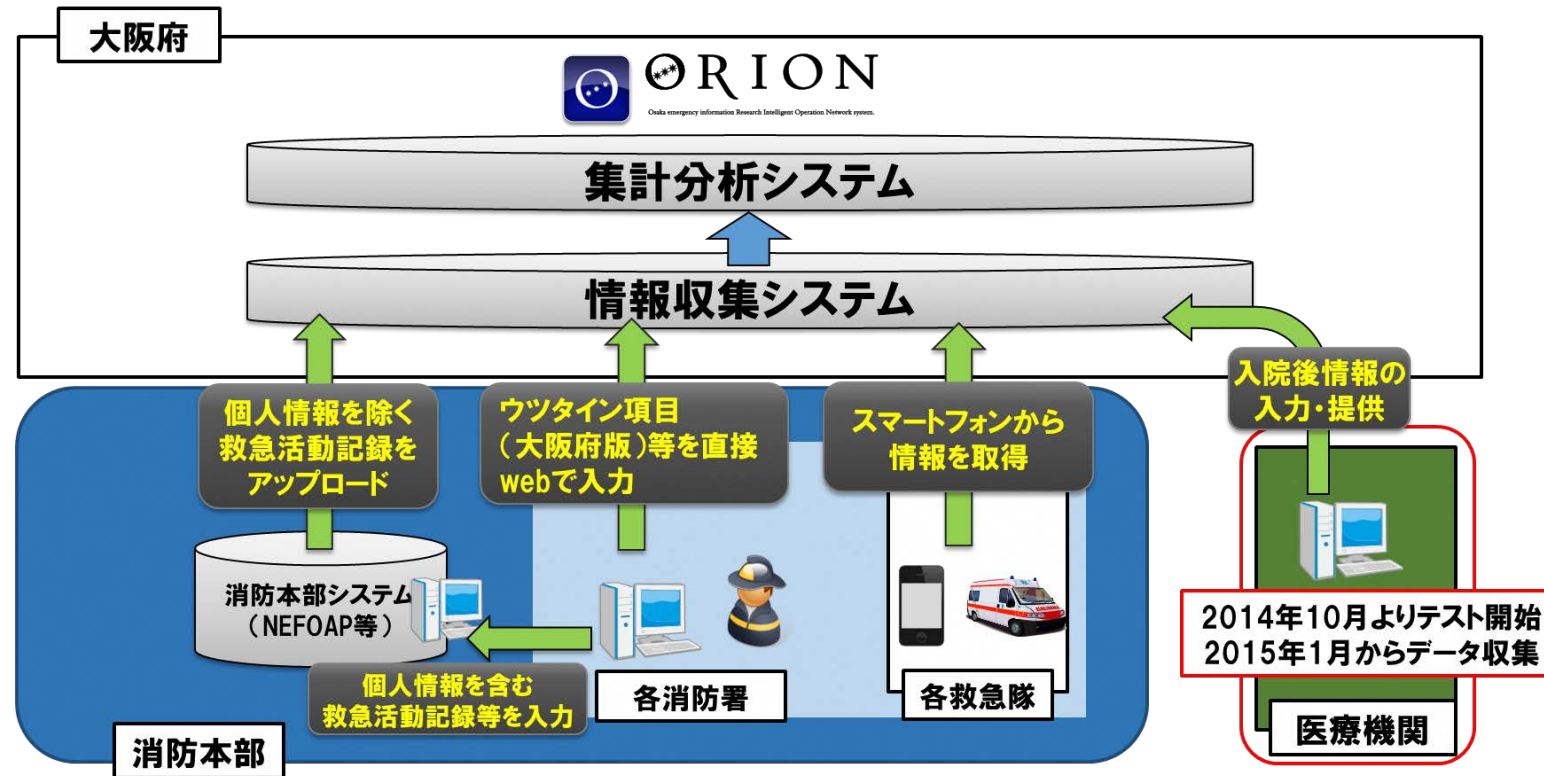 大阪府
ORION
Osaka emergency information Research Intelligent Operation Network system.
集計分析システム
情報収集システム
個人情報を除く
救急活動記録を
アップロード
ウツタイン項目
(大阪府版)等を直接
webで入力
スマートフォンから
情報を取得
入院後情報の
入力・提供
消防本部システム
(NEFOAP等)
個人情報を含む
救急活動記録等を入力
各消防署
各救急隊
2014年10月よりテスト開始
2015年1月からデータ収集
医療機関
消防本部